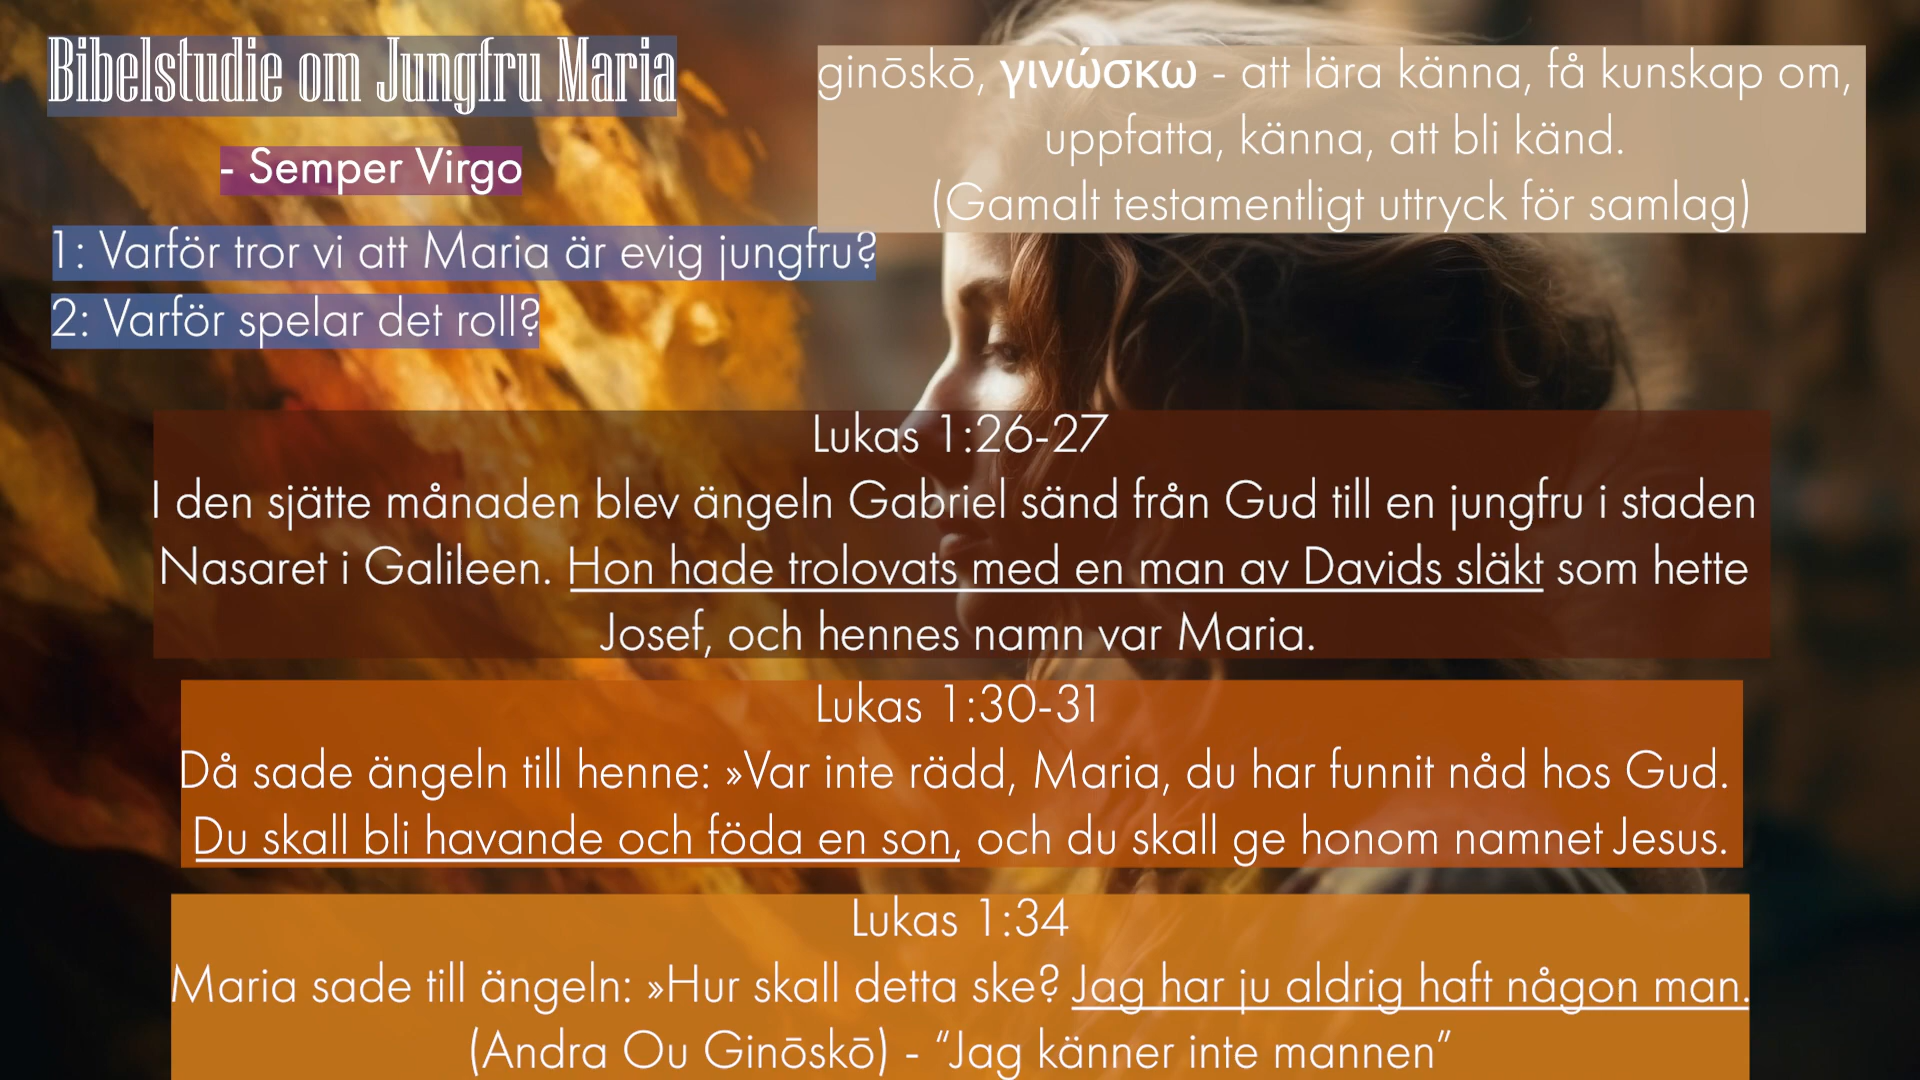 Bibelstudie om Jungfru Maria
- Semper Virgo
1: Varför tror vi att Maria är evig jungfru?
2: Varför spelar det roll?
ginōskō, γινώσκω - att lära känna, få kunskap om,
uppfatta, känna, att bli känd.
(Gamalt testamentligt uttryck för samlag)
Lukas 1:26-27
I den sjätte månaden blev ängeln Gabriel sänd från Gud till en jungfru i staden
Nasaret i Galileen. Hon hade trolovats med en man av Davids släkt som hette
Josef, och hennes namn var Maria.
Lukas 1:30-31
Då sade ängeln till henne: »Var inte rädd, Maria, du har funnit nåd hos Gud.
Du skall bli havande och föda en son, och du skall ge honom namnet Jesus.
Lukas 1:34
Maria sade till ängeln: »Hur skall detta ske? Jag har ju aldrig haft någon man.
(Andra Ou Ginōskō) - “Jag känner inte mannen”